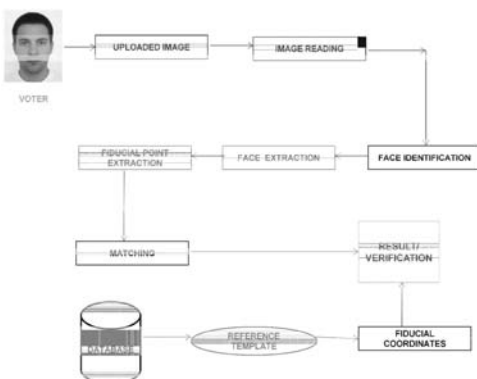 UPLOADED IMAGE
IMAGE READING
VOTER
FIDUCIAL POINT
EXTRACTION
FACE EXTRACTION
FACE IDENTIFICATION
MATCHING
RESULT/
VERIFICATION
DATABASE
REFERENCE
TEMPLATE
FIDUCIAL
COORDINATES